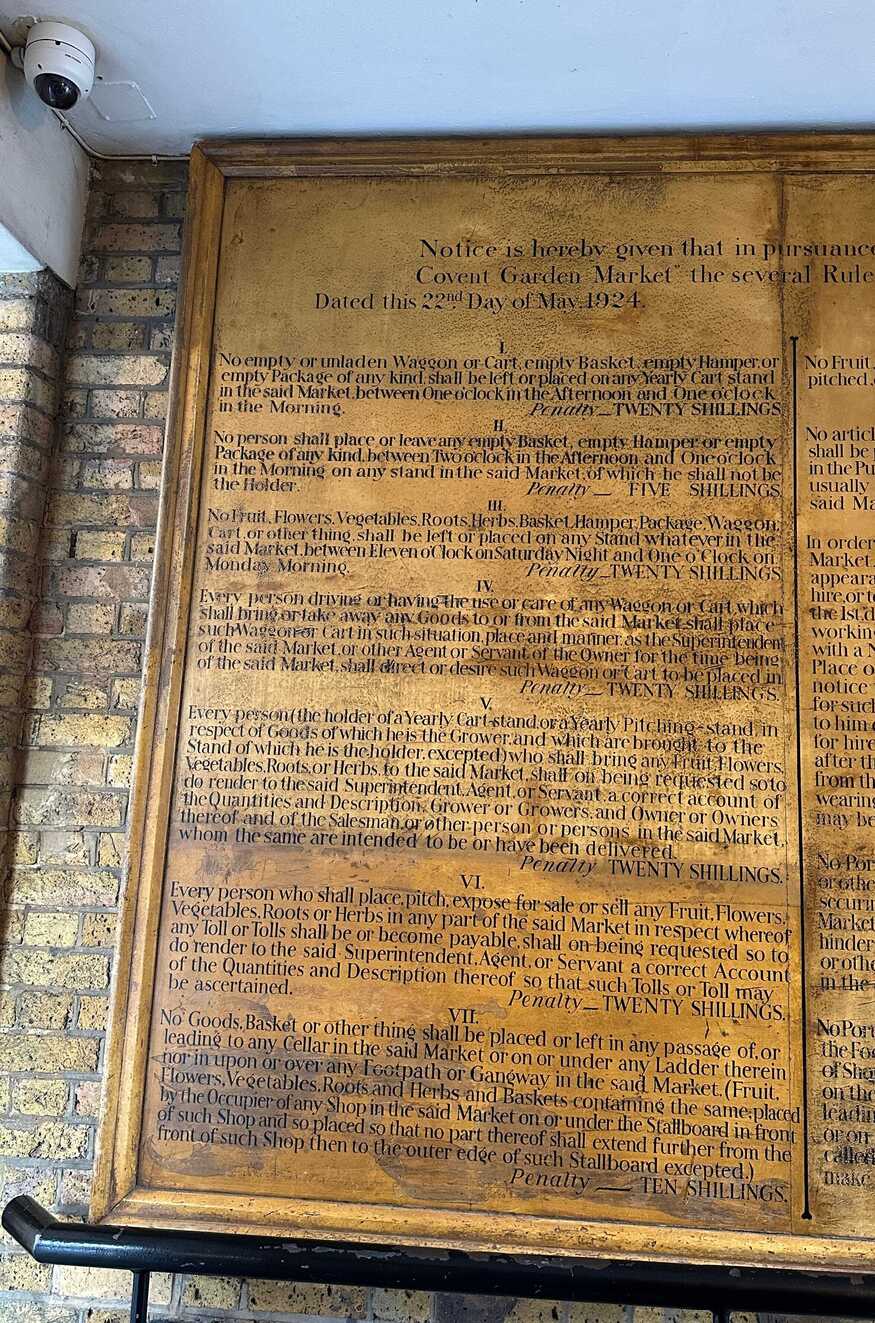 Notice is hereby given that in pursuance
Covent Garden Market" the several Rule
Dated this 22nd. Day of May, 1924.
I.
No empty or unladen Waggon or Cart, empty Basket, empty Hamper, or
empty Package of any kind, shall be left or placed on any Yearly Cart stand
in the said Market, between One o'clock in the Afternoon and One o'clock
in the Morning. Penalty — TWENTY SHILLINGS.
II.
No person shall place or leave any empty Basket, empty Hamper or empty
Package of any Kind, between Two o'clock in the Afternoon and One o'clock
in the Morning on any stand in the said Market, of which he shall not be
the Holder. Penalty — FIVE SHILLINGS.
III.
No Fruit, Flowers, Vegetables, Roots, Herbs, Basket, Hamper, Package, Waggon,
Cart, or other thing, shall be left or placed on any Stand whatever in the
said Market, between Eleven o'Clock on Saturday Night and One o'Clock on
Monday Morning. Penalty — TWENTY SHILLINGS
IV.
Every person driving or having the use or care of any Waggon or Cart, which
shall bring or take away any Goods to or from the said Market, shall place
such Waggon or Cart in such situation, place and manner, as the Superintendent
of the said Market, or other Agent or Servant of the Owner for the time being
of the said Market, shall direct or desire such Waggon or Cart to be placed in
Penalty — TWENTY SHILLINGS.
V.
Every person (the holder of a Yearly Cart-stand, or a Yearly Pitching-stand, in
respect of Goods of which he is the Grower, and which are brought to the
Stand of which he is the holder, excepted) who shall bring any Fruit, Flowers,
Vegetables, Roots, or Herbs, to the said Market, shall on being requested so to
do render to the said Superintendent, Agent, or Servant, a correct account of
the Quantities and Description, Grower or Growers, and Owner or Owners
thereof and of the Salesman, or other person or persons, in the said Market,
whom the same are intended to be or have been delivered.
Penalty TWENTY SHILLINGS.
VI.
Every person who shall place, pitch, expose for sale or sell any Fruit, Flowers,
Vegetables, Roots or Herbs in any part of the said Market in respect whereof
any Toll or Tolls shall be or become payable, shall on being requested so to
do render to the said Superintendent, Agent, or Servant a correct Account
of the Quantities and Description thereof so that such Tolls or Toll may
be ascertained. Penalty — TWENTY SHILLINGS.
VII.
No Goods, Basket or other thing shall be placed or left in any passage of, or
leading to any Cellar in the said Market or on or under any Ladder therein
nor in upon or over any Footpath or Gangway in the said Market. (Fruit,
Flowers, Vegetables, Roots and Herbs and Baskets containing the same, placed
by the Occupier of any Shop in the said Market on or under the Stallboard in front
of such Shop and so placed so that no part thereof shall extend further from the
front of such Shop then to the outer edge of such Stallboard excepted.)
Penalty — TEN SHILLINGS.
No Fruit,
pitched,
No artic
shall be
in the Pu
usually
said Ma
In order
Market
appeara
hire, or to
the 1st. d
working
with a N
Place o
notice
for such
to him
for hire
after th
from th
wearing
may be
No Por
or othe
securi
Market
hinder
or oth
in the
No Port
the Foo
of Sho
on the
leadin
or on
called
make